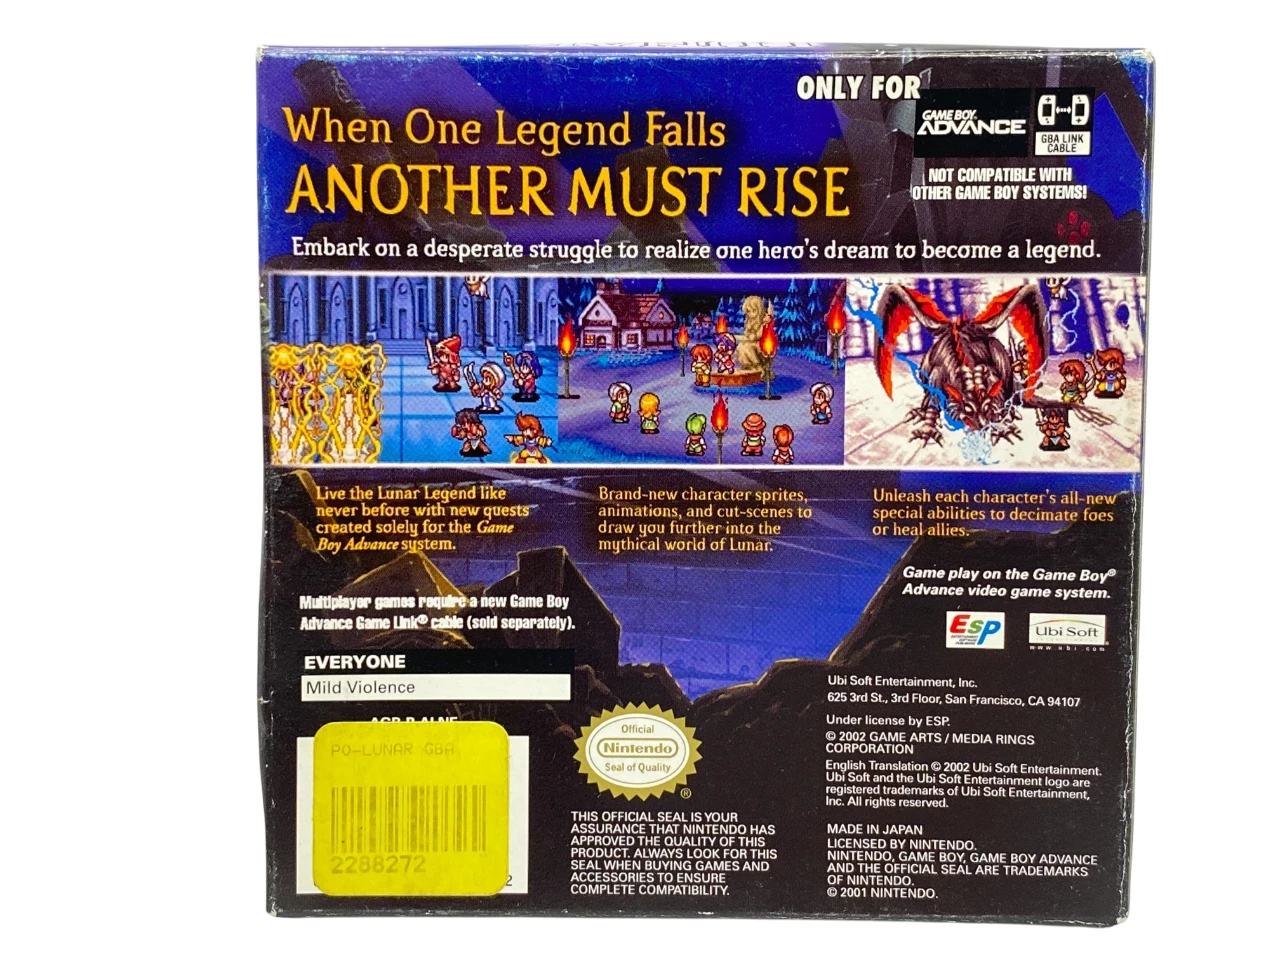 ONLY FOR
GAME BOY
ADVANCE
GBA LINK
CABLE
NOT COMPATIBLE WITH
OTHER GAME BOY SYSTEMS!
When One Legend Falls
ANOTHER MUST RISE
Embark on a desperate struggle to realize one hero's dream to become a legend.
Live the Lunar Legend like
never before with new quests
created solely for the Game
Boy Advance system.
Brand-new character sprites,
animations, and cut-scenes to
draw you further into the
mythical world of Lunar.
Unleash each character's all-new
special abilities to decimate foes
or heal allies.
Game play on the Game Boy®
Advance video game system.
Multiplayer games require a new Game Boy
Advance Game Link® cable (sold separately).
ESP
Ubi Soft
www.ubi.com
EVERYONE
Mild Violence
PO-LUNAR GBA
2288272
2
Official
Nintendo
Seal of Quality
®
THIS OFFICIAL SEAL IS YOUR
ASSURANCE THAT NINTENDO HAS
APPROVED THE QUALITY OF THIS
PRODUCT. ALWAYS LOOK FOR THIS
SEAL WHEN BUYING GAMES AND
ACCESSORIES TO ENSURE
COMPLETE COMPATIBILITY.
Ubi Soft Entertainment, Inc.
625 3rd St., 3rd Floor, San Francisco, CA 94107
Under license by ESP.
© 2002 GAME ARTS / MEDIA RINGS
CORPORATION
English Translation © 2002 Ubi Soft Entertainment.
Ubi Soft and the Ubi Soft Entertainment logo are
registered trademarks of Ubi Soft Entertainment,
Inc. All rights reserved.
MADE IN JAPAN
LICENSED BY NINTENDO.
NINTENDO, GAME BOY, GAME BOY ADVANCE
AND THE OFFICIAL SEAL ARE TRADEMARKS
OF NINTENDO.
© 2001 NINTENDO.